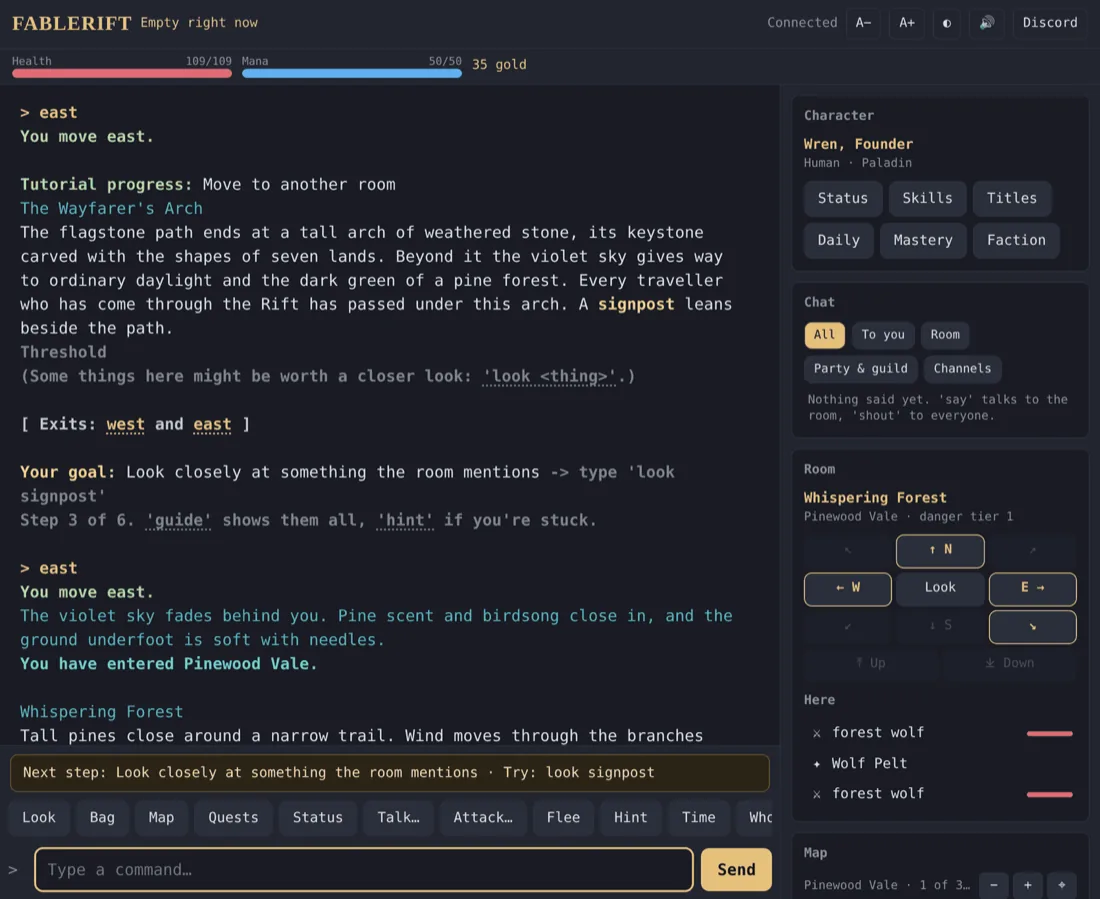 FABLERIFT Empty right now
Connected A− A+ Discord
Health 109/109 Mana 50/50 35 gold
> east
You move east.
Tutorial progress: Move to another room
The Wayfarer's Arch
The flagstone path ends at a tall arch of weathered stone, its keystone
carved with the shapes of seven lands. Beyond it the violet sky gives way
to ordinary daylight and the dark green of a pine forest. Every traveller
who has come through the Rift has passed under this arch. A signpost leans
beside the path.
Threshold
(Some things here might be worth a closer look: 'look <thing>'.)
[ Exits: west and east ]
Your goal: Look closely at something the room mentions -> type 'look
signpost'
Step 3 of 6. 'guide' shows them all, 'hint' if you're stuck.
> east
You move east.
The violet sky fades behind you. Pine scent and birdsong close in, and the
ground underfoot is soft with needles.
You have entered Pinewood Vale.
Whispering Forest
Tall pines close around a narrow trail. Wind moves through the branches
Next step: Look closely at something the room mentions · Try: look signpost
Look Bag Map Quests Status Talk… Attack… Flee Hint Time Who
> Type a command… Send
Character
Wren, Founder
Human · Paladin
Status Skills Titles
Daily Mastery Faction
Chat
All To you Room
Party & guild Channels
Nothing said yet. 'say' talks to the
room, 'shout' to everyone.
Room
Whispering Forest
Pinewood Vale · danger tier 1
↖ ↑ N ↗
← W Look E →
↙ ↓ S ↘
Up Down
Here
forest wolf
Wolf Pelt
forest wolf
Map
Pinewood Vale · 1 of 3… − +